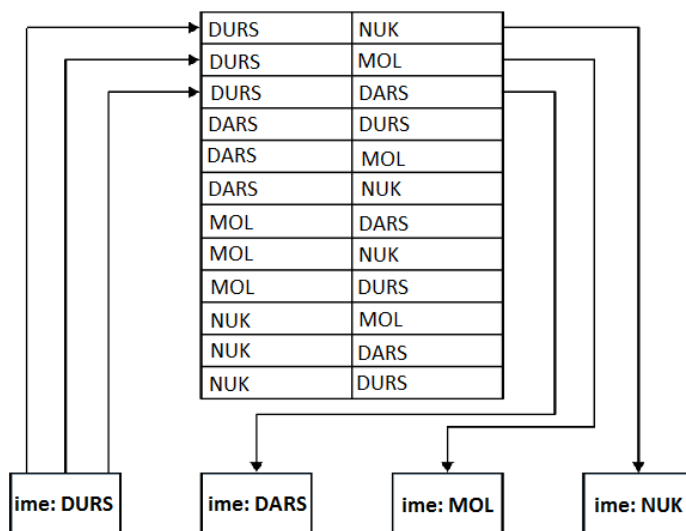 DURS NUK
DURS MOL
DURS DARS
DARS DURS
DARS MOL
DARS NUK
MOL DARS
MOL NUK
MOL DURS
NUK MOL
NUK DARS
NUK DURS
ime: DURS ime: DARS ime: MOL ime: NUK